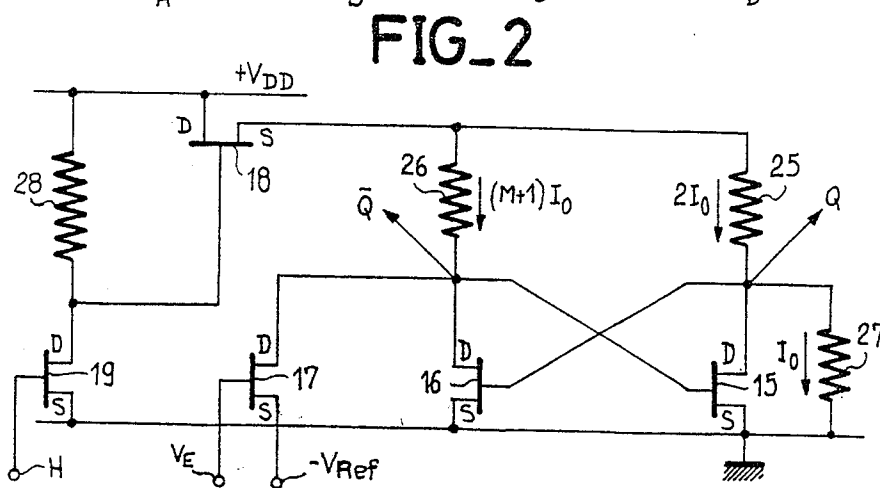 A
D
FIG_2
+VDD
D
S
18
28
26
(M+1)I0
25
2I0
Q̄
Q
D
19
S
D
17
S
D
16
S
D
15
S
I0
27
H
VE
-VRef